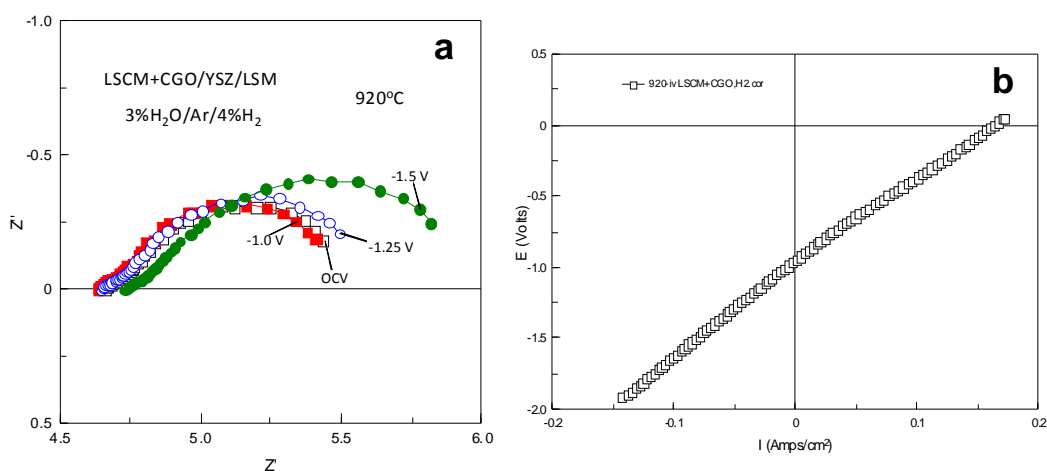 a
LSCM+CGO/YSZ/LSM
3%H₂O/Ar/4%H₂
920ºC
-1.0
-0.5
0
0.5
4.5
5.0
5.5
6.0
Z''
Z'
-1.5 V
-1.25 V
-1.0 V
OCV
b
920-iv LSCM+CGO,H2.cor
0.5
0
-0.5
-1.0
-1.5
-2.0
-0.2
-0.1
0
0.1
0.2
E (Volts)
I (Amps/cm²)